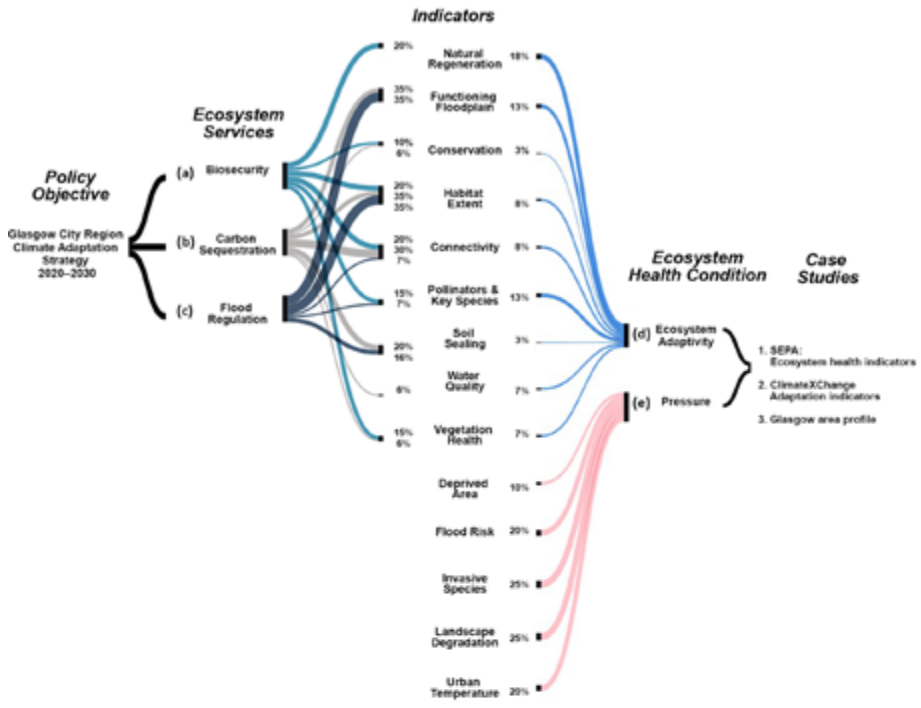 Indicators
Ecosystem
Services
Policy
Objective
Glasgow City Region
Climate Adaptation
Strategy
2020–2030
(a) Biosecurity
(b) Carbon
Sequestration
(c) Flood
Regulation
20%
Natural
Regeneration
18%
35%
35%
Functioning
Floodplain
13%
10%
6%
Conservation
3%
20%
35%
35%
Habitat
Extent
8%
20%
30%
7%
Connectivity
8%
15%
7%
Pollinators &
Key Species
13%
Soil
Sealing
3%
20%
16%
Water
Quality
7%
6%
15%
6%
Vegetation
Health
7%
Deprived
Area
10%
Flood Risk
20%
Invasive
Species
25%
Landscape
Degradation
25%
Urban
Temperature
20%
Ecosystem
Health Condition
(d) Ecosystem
Adaptivity
(e) Pressure
Case
Studies
1. SEPA:
Ecosystem health indicators
2. ClimateXChange
Adaptation indicators
3. Glasgow area profile